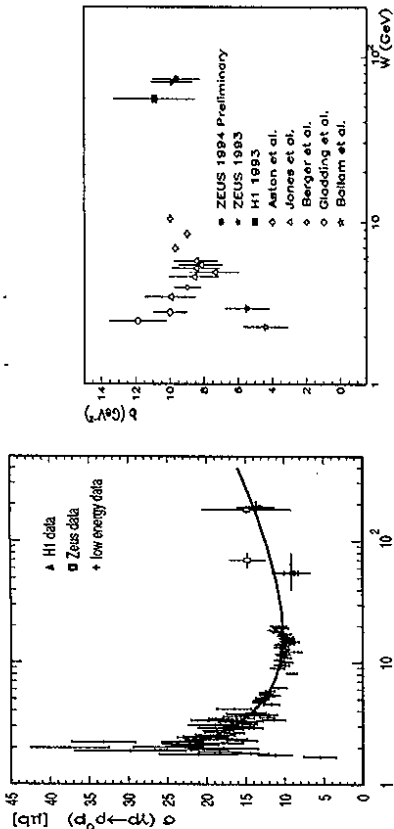 σ (γp→ρ°p) [μb]
45
40
35
30
25
20
15
10
5
0
▲ H1 data
□ Zeus data
+ low energy data
1
10
10²
b (GeV⁻²)
14
12
10
8
6
4
2
0
● ZEUS 1994 Preliminary
★ ZEUS 1993
■ H1 1993
◇ Aston et al.
△ Jones et al.
◇ Berger et al.
○ Gladding et al.
☆ Ballam et al.
1
10
10²
W (GeV)